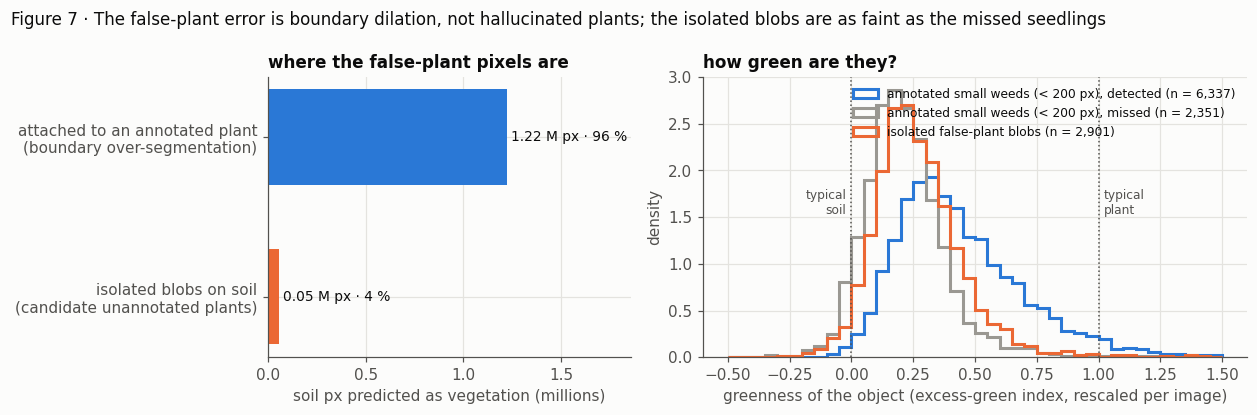 Figure 7 · The false-plant error is boundary dilation, not hallucinated plants; the isolated blobs are as faint as the missed seedlings
where the false-plant pixels are
attached to an annotated plant
(boundary over-segmentation)
1.22 M px · 96 %
isolated blobs on soil
(candidate unannotated plants)
0.05 M px · 4 %
0.0 0.5 1.0 1.5
soil px predicted as vegetation (millions)
how green are they?
3.0
2.5
2.0
1.5
1.0
0.5
0.0
density
annotated small weeds (< 200 px), detected (n = 6,337)
annotated small weeds (< 200 px), missed (n = 2,351)
isolated false-plant blobs (n = 2,901)
typical
soil
typical
plant
−0.50 −0.25 0.00 0.25 0.50 0.75 1.00 1.25 1.50
greenness of the object (excess-green index, rescaled per image)